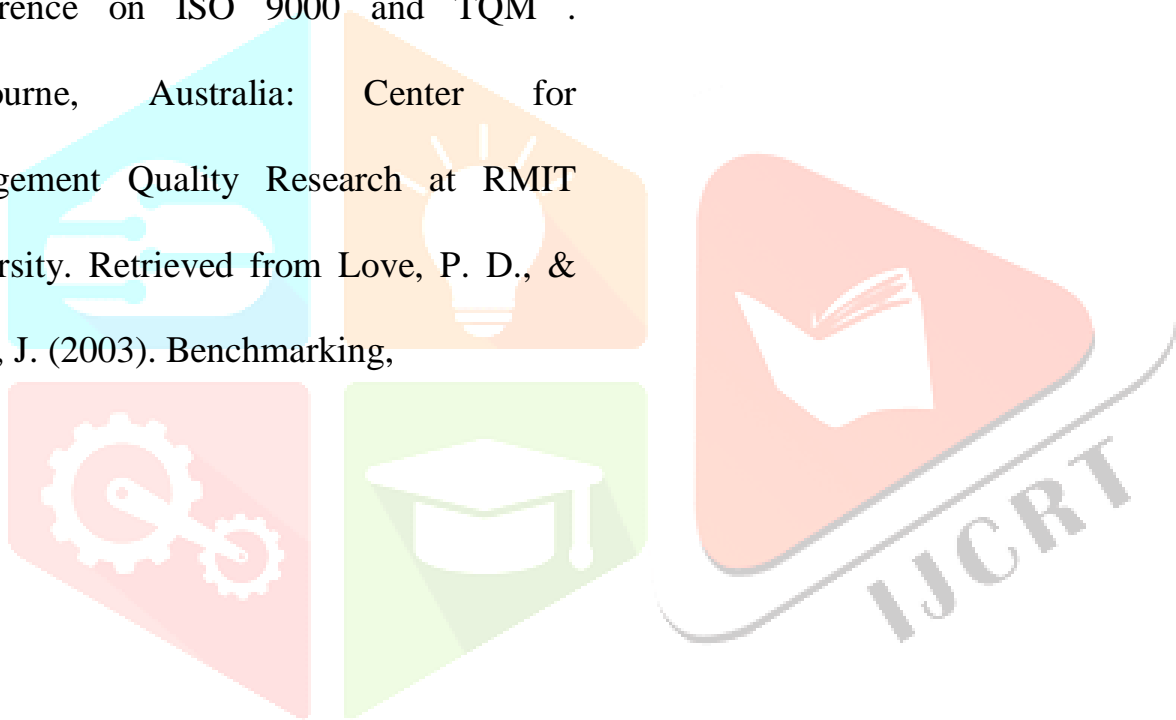 rence on ISO 9000 and TQM .
ourne, Australia: Center for
gement Quality Research at RMIT
rsity. Retrieved from Love, P. D., &
, J. (2003). Benchmarking,
IJCRT